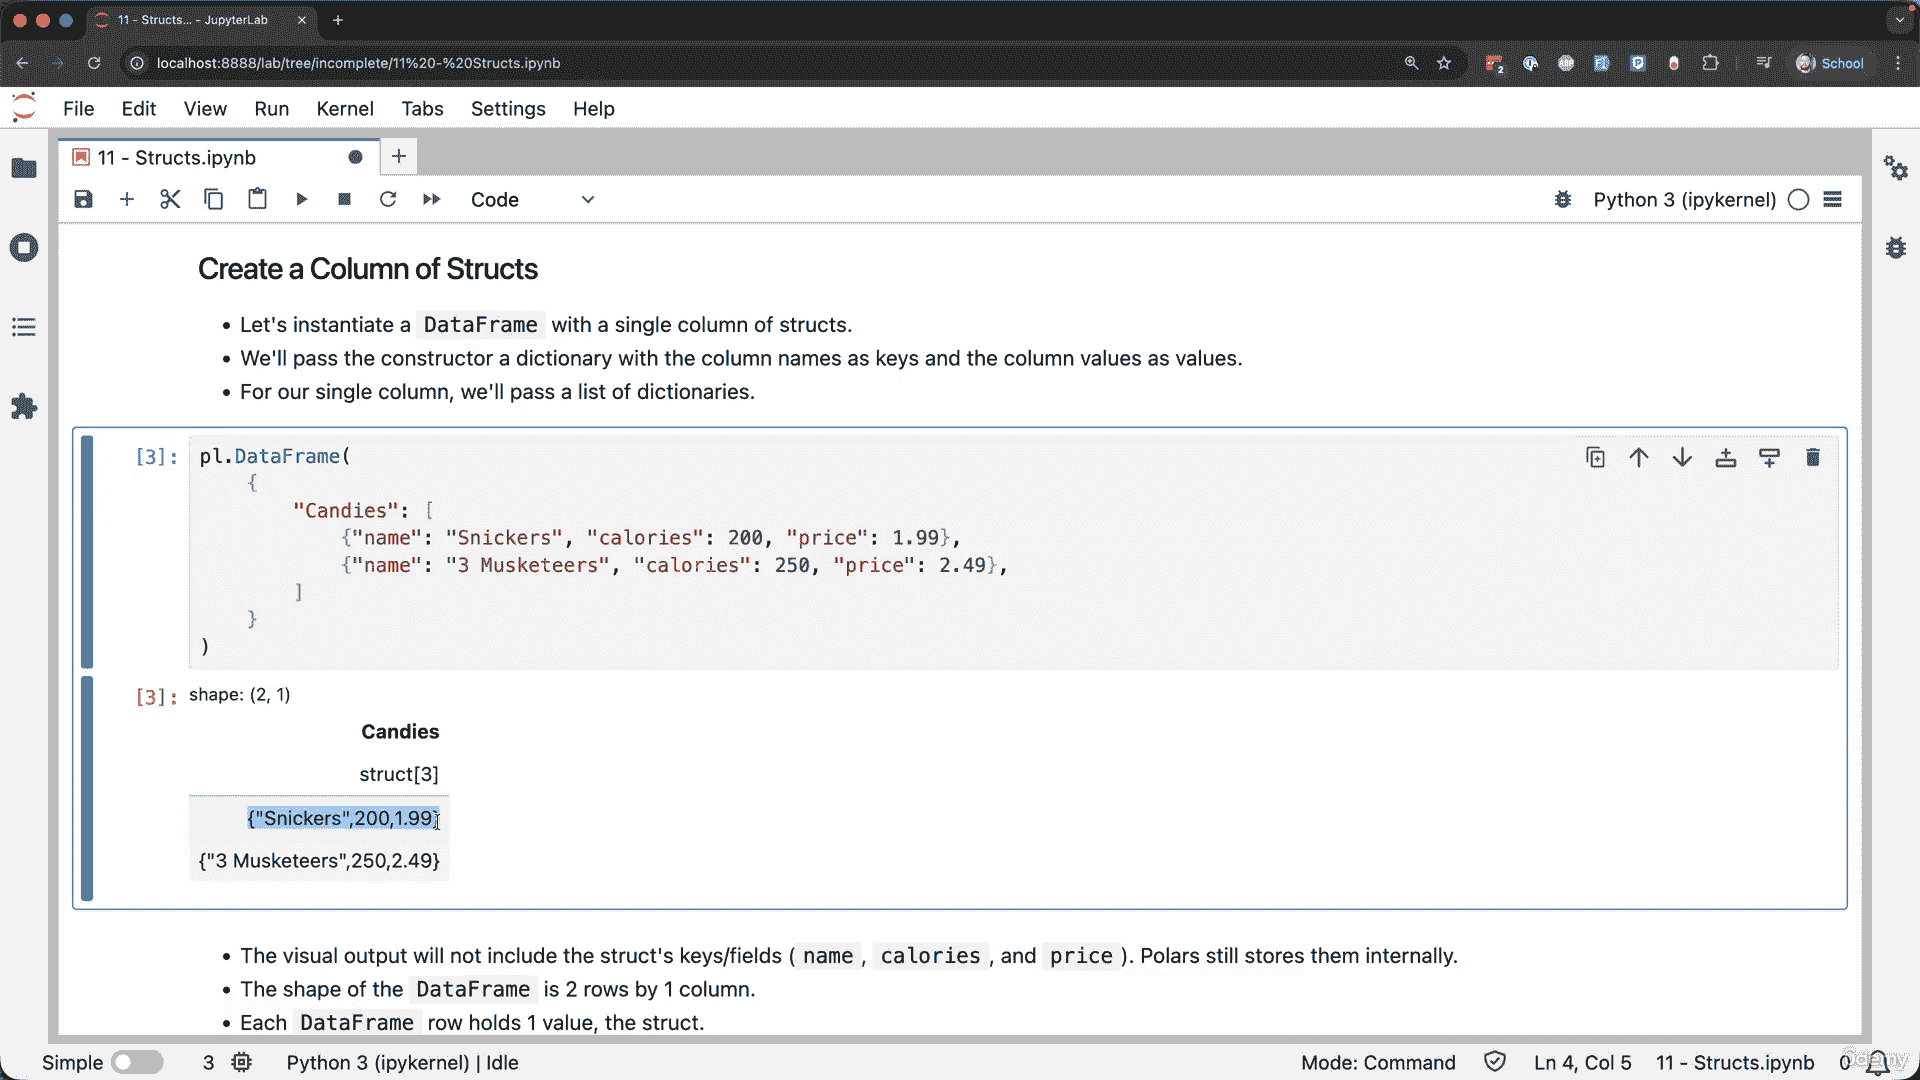 11 - Structs... - JupyterLab
localhost:8888/lab/tree/incomplete/11%20-%20Structs.ipynb
2
ABP
School
File Edit View Run Kernel Tabs Settings Help
11 - Structs.ipynb
Code
Python 3 (ipykernel)
Create a Column of Structs
• Let's instantiate a DataFrame with a single column of structs.
• We'll pass the constructor a dictionary with the column names as keys and the column values as values.
• For our single column, we'll pass a list of dictionaries.
[3]: pl.DataFrame(
{
"Candies": [
{"name": "Snickers", "calories": 200, "price": 1.99},
{"name": "3 Musketeers", "calories": 250, "price": 2.49},
]
}
)
[3]: shape: (2, 1)
Candies
struct[3]
{"Snickers",200,1.99}
{"3 Musketeers",250,2.49}
• The visual output will not include the struct's keys/fields ( name , calories , and price ). Polars still stores them internally.
• The shape of the DataFrame is 2 rows by 1 column.
• Each DataFrame row holds 1 value, the struct.
Simple 3 Python 3 (ipykernel) | Idle Mode: Command Ln 4, Col 5 11 - Structs.ipynb 0
udemy